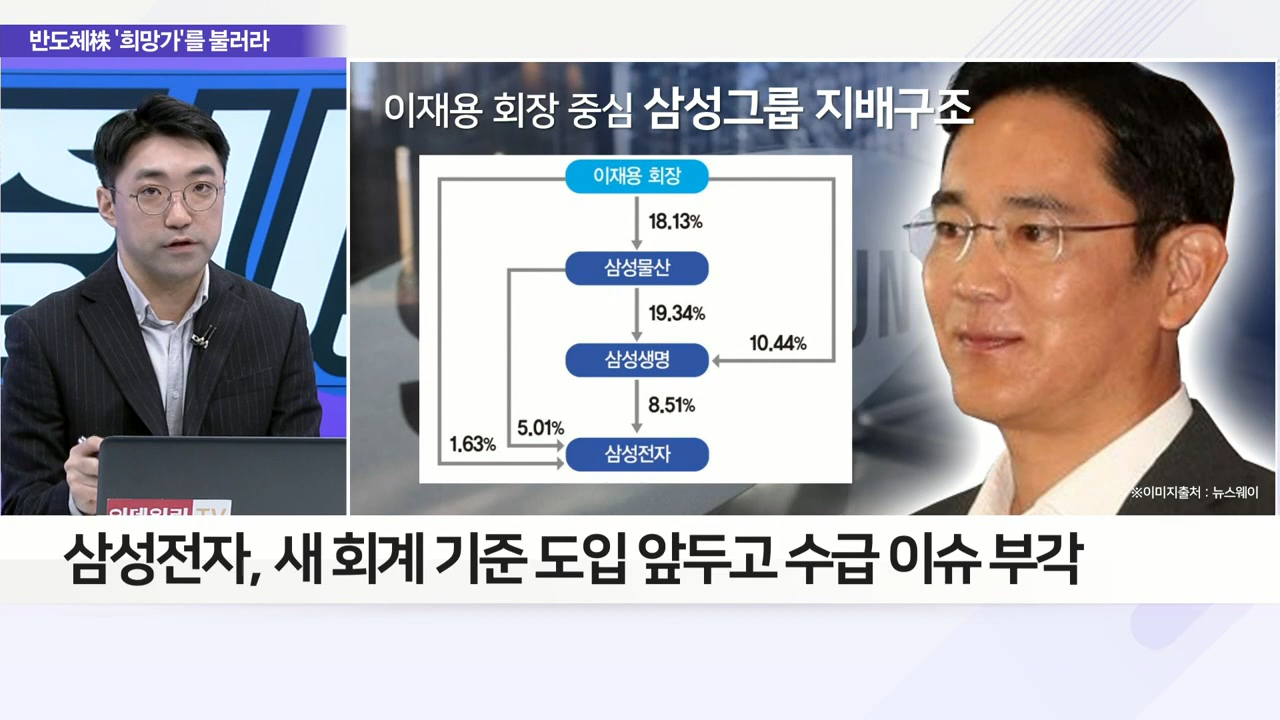 반도체株 '희망가'를 불러라
이재용 회장 중심 삼성그룹 지배구조
이재용 회장
18.13%
삼성물산
19.34%
10.44%
삼성생명
8.51%
5.01%
1.63%
삼성전자
※이미지출처 : 뉴스웨이
삼성전자, 새 회계 기준 도입 앞두고 수급 이슈 부각